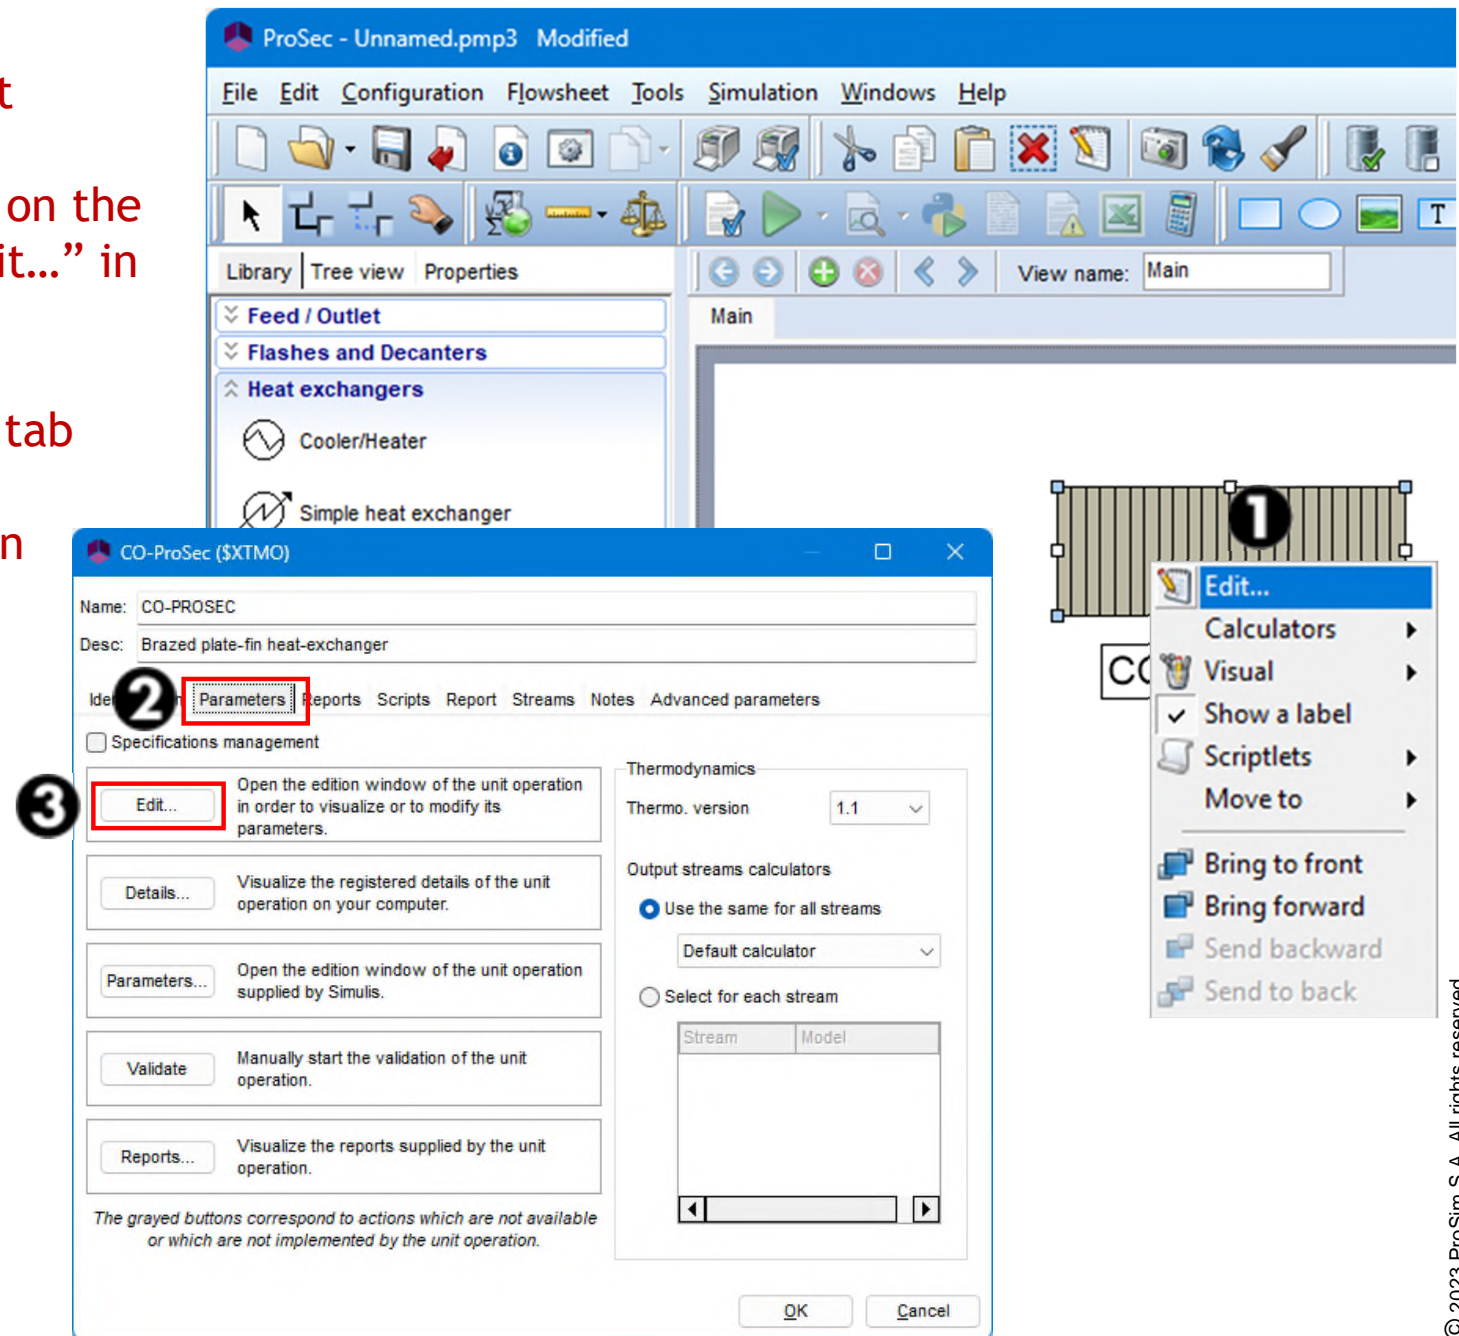 t
on the
it…” in
tab
n
ProSec - Unnamed.pmp3 Modified
File Edit Configuration Flowsheet Tools Simulation Windows Help
Library Tree view Properties
View name: Main
Feed / Outlet
Main
Flashes and Decanters
Heat exchangers
Cooler/Heater
Simple heat exchanger
T
1
Edit...
Calculators
Visual
Show a label
Scriptlets
Move to
Bring to front
Bring forward
Send backward
Send to back
CO
CO-ProSec ($XTMO)
Name: CO-PROSEC
Desc: Brazed plate-fin heat-exchanger
2
Parameters Reports Scripts Report Streams Notes Advanced parameters
Specifications management
3
Edit...
Open the edition window of the unit operation
in order to visualize or to modify its
parameters.
Details...
Visualize the registered details of the unit
operation on your computer.
Parameters...
Open the edition window of the unit operation
supplied by Simulis.
Validate
Manually start the validation of the unit
operation.
Reports...
Visualize the reports supplied by the unit
operation.
The grayed buttons correspond to actions which are not available
or which are not implemented by the unit operation.
Thermodynamics
Thermo. version 1.1
Output streams calculators
Use the same for all streams
Default calculator
Select for each stream
Stream Model
OK Cancel
© 2023 ProSim S.A. All rights reserved